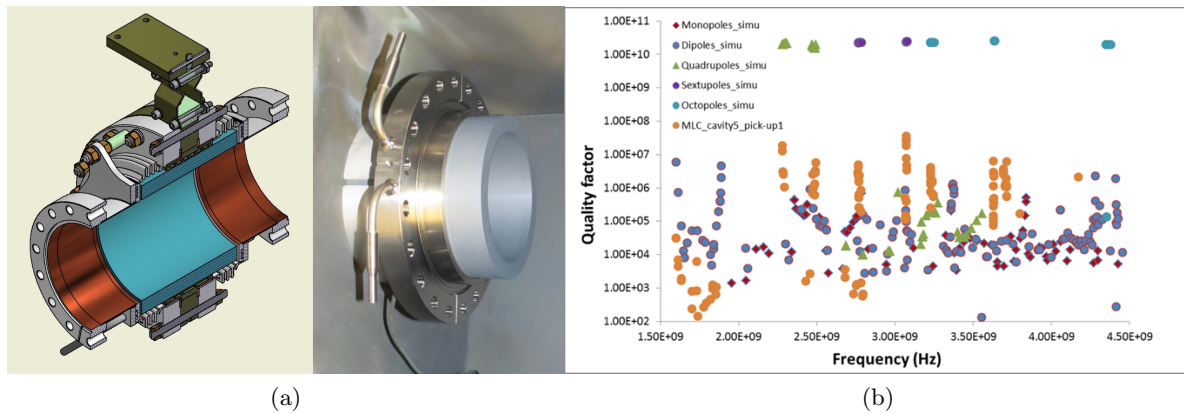 1.00E+11
1.00E+10
1.00E+09
1.00E+08
1.00E+07
1.00E+06
1.00E+05
1.00E+04
1.00E+03
1.00E+02
Quality factor
Monopoles_simu
Dipoles_simu
Quadrupoles_simu
Sextupoles_simu
Octopoles_simu
MLC_cavity5_pick-up1
1.50E+09 2.00E+09 2.50E+09 3.00E+09 3.50E+09 4.00E+09 4.50E+09
Frequency (Hz)
(a) (b)